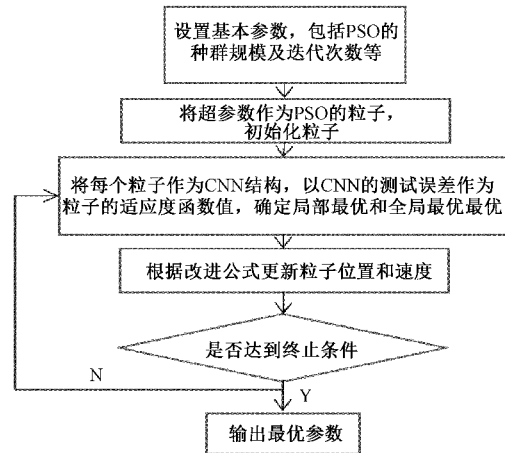 设置基本参数，包括PSO的
种群规模及迭代次数等
将超参数作为PSO的粒子，
初始化粒子
将每个粒子作为CNN结构，以CNN的测试误差作为
粒子的适应度函数值，确定局部最优和全局最优最优
根据改进公式更新粒子位置和速度
是否达到终止条件
N
Y
输出最优参数